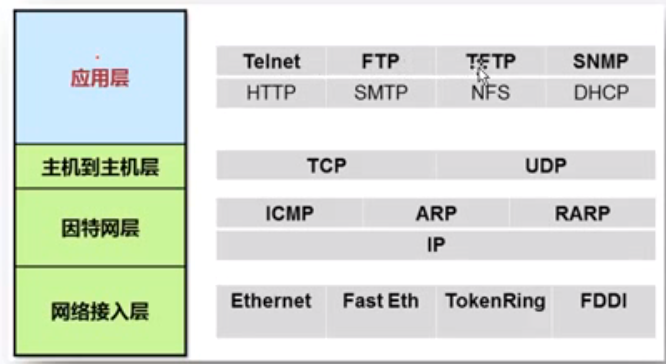 应用层
Telnet FTP TFTP SNMP
HTTP SMTP NFS DHCP
主机到主机层
TCP UDP
因特网层
ICMP ARP RARP
IP
网络接入层
Ethernet Fast Eth TokenRing FDDI